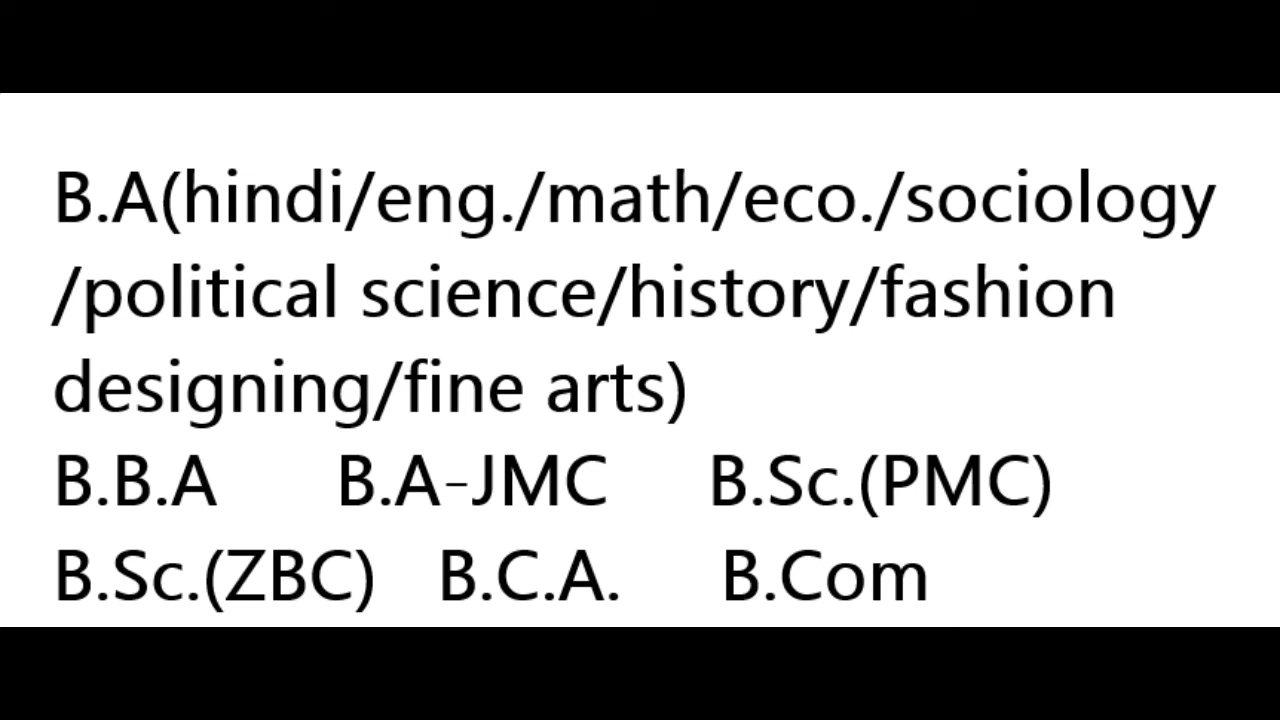 B.A(hindi/eng./math/eco./sociology
/political science/history/fashion
designing/fine arts)
B.B.A B.A-JMC B.Sc.(PMC)
B.Sc.(ZBC) B.C.A. B.Com